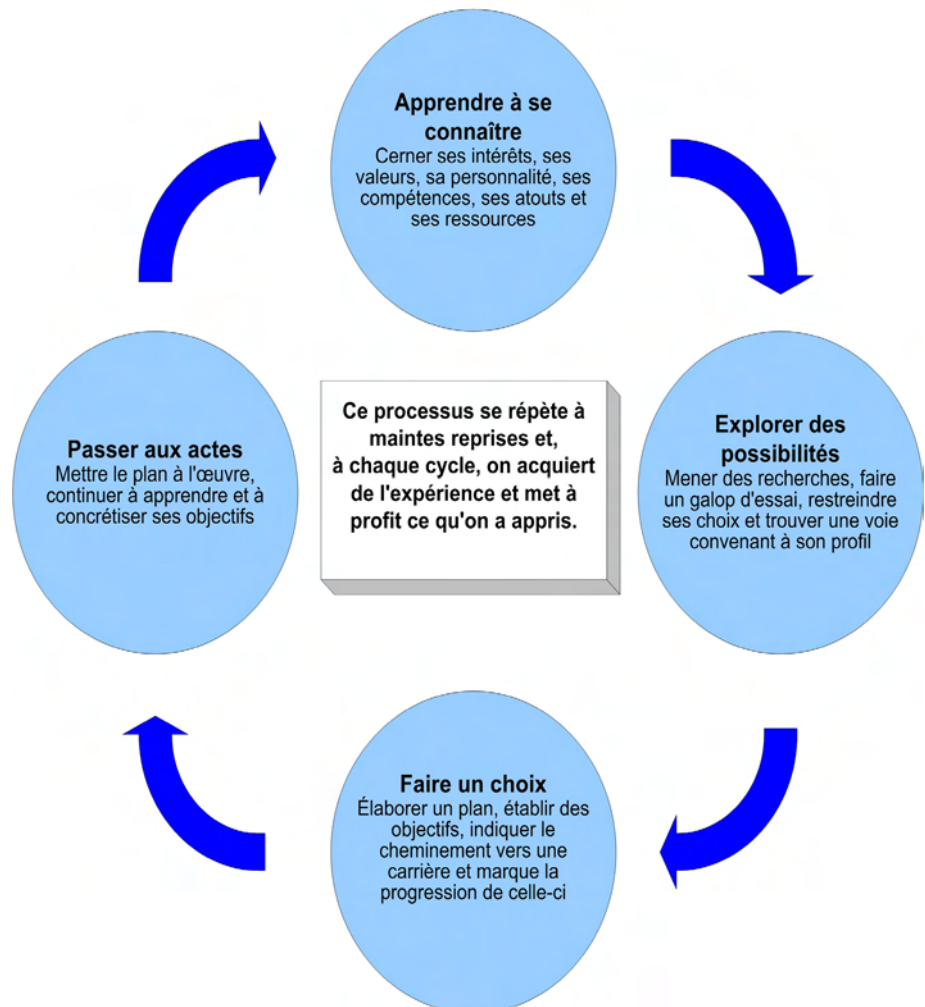 Apprendre à se
connaître
Cerner ses intérêts, ses
valeurs, sa personnalité, ses
compétences, ses atouts et
ses ressources
Explorer des
possibilités
Mener des recherches, faire
un galop d'essai, restreindre
ses choix et trouver une voie
convenant à son profil
Faire un choix
Élaborer un plan, établir des
objectifs, indiquer le
cheminement vers une
carrière et marque la
progression de celle-ci
Passer aux actes
Mettre le plan à l'œuvre,
continuer à apprendre et à
concrétiser ses objectifs
Ce processus se répète à
maintes reprises et,
à chaque cycle, on acquiert
de l'expérience et met à
profit ce qu'on a appris.